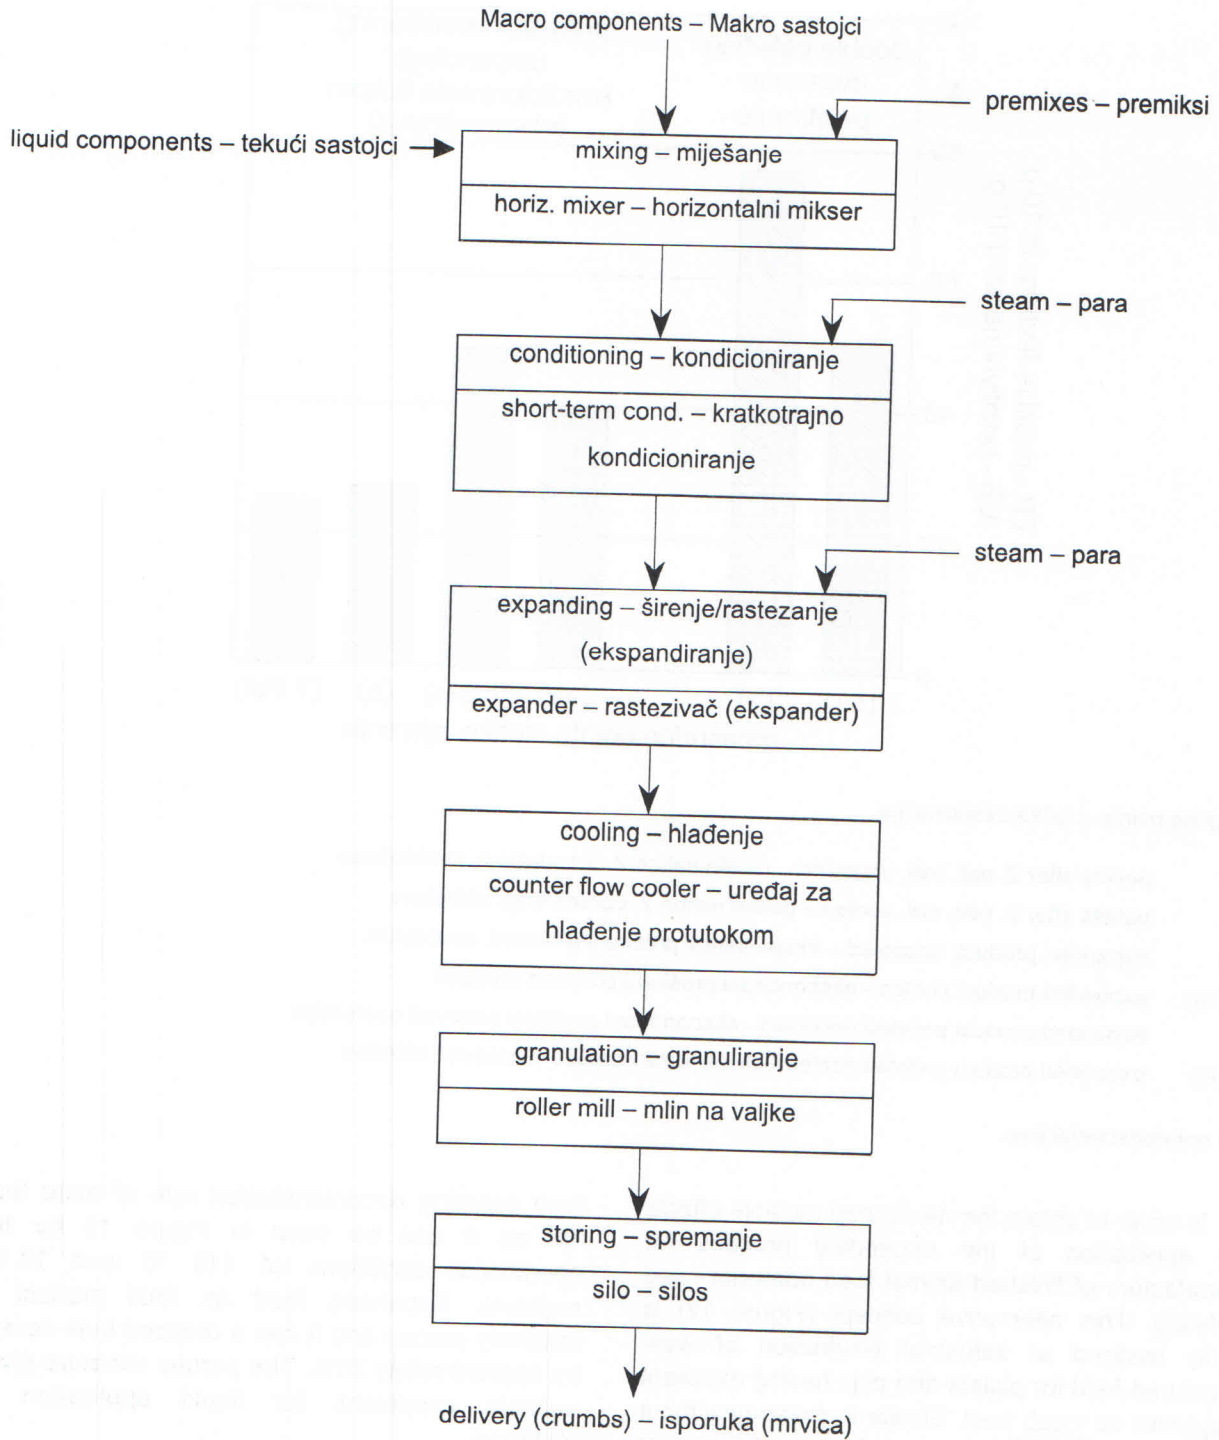 Macro components – Makro sastojci
premixes – premiksi
liquid components – tekući sastojci
mixing – miješanje
horiz. mixer – horizontalni mikser
steam – para
conditioning – kondicioniranje
short-term cond. – kratkotrajno
kondicioniranje
steam – para
expanding – širenje/rastezanje
(ekspandiranje)
expander – rastezivač (ekspander)
cooling – hlađenje
counter flow cooler – uređaj za
hlađenje protutokom
granulation – granuliranje
roller mill – mlin na valjke
storing – spremanje
silo – silos
delivery (crumbs) – isporuka (mrvica)